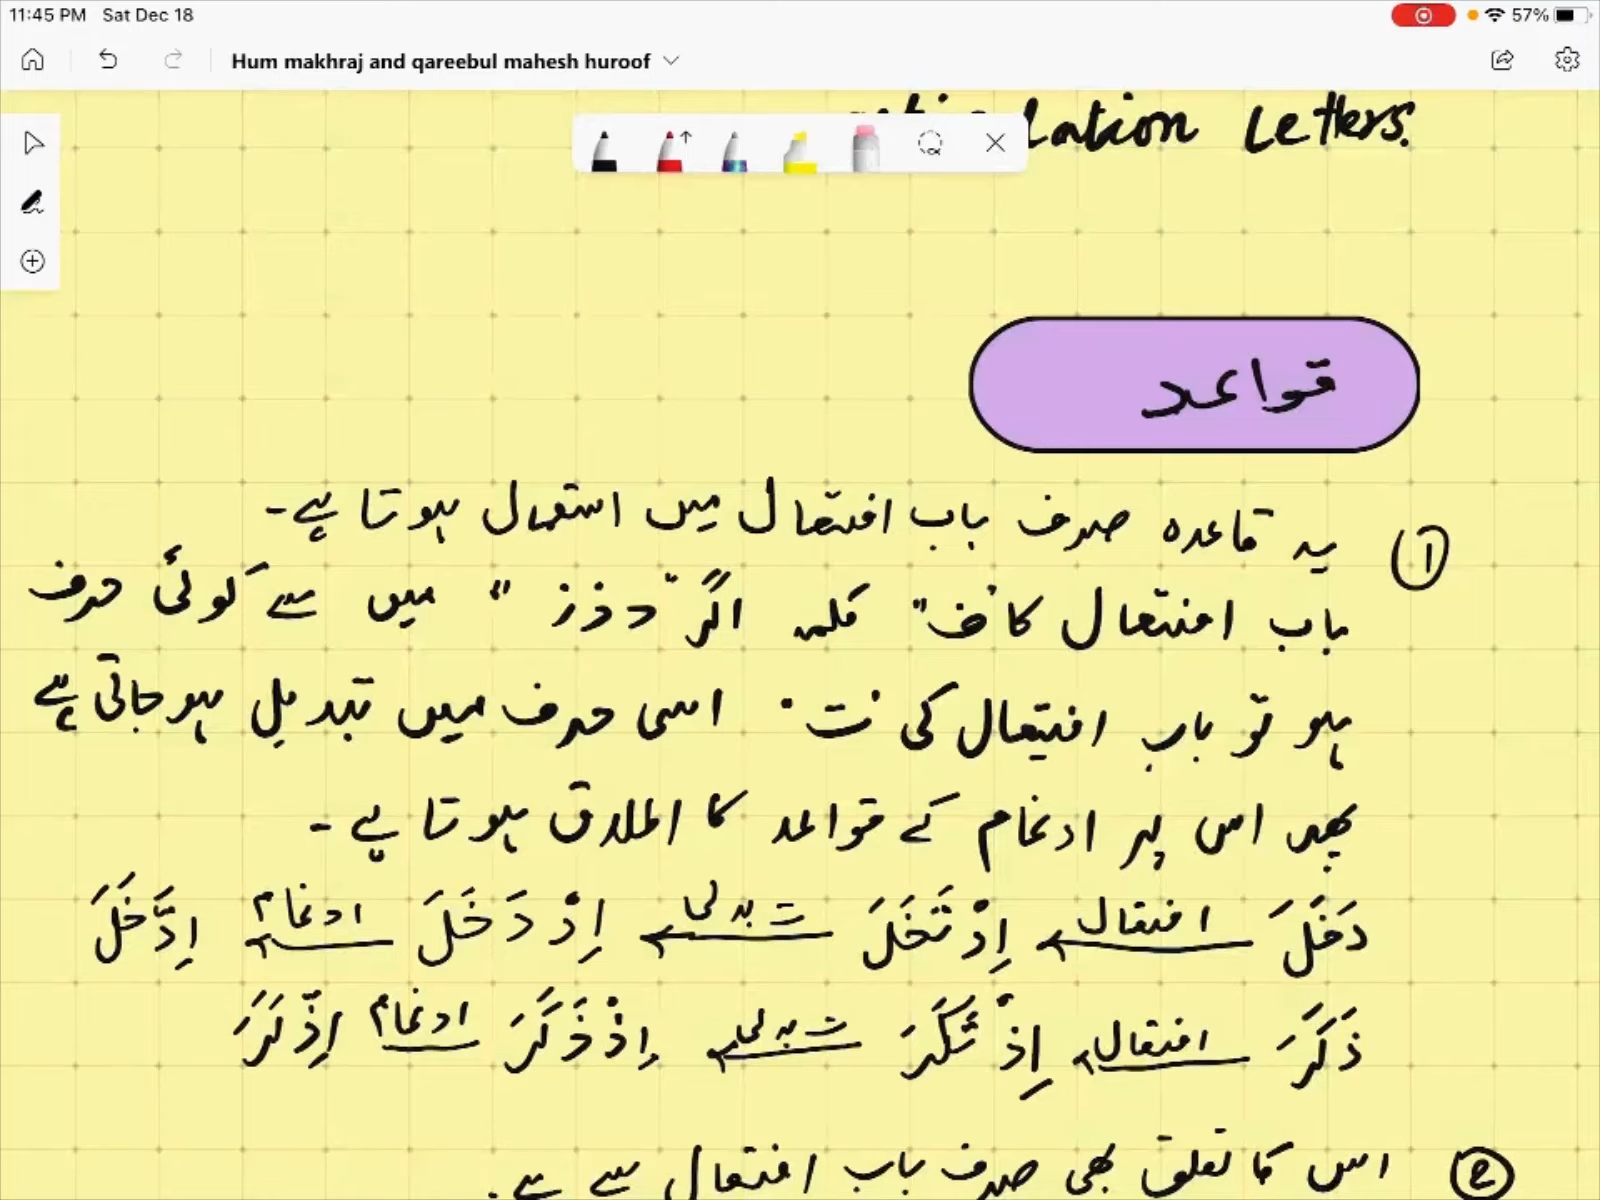 11:45 PM Sat Dec 18 57%
Hum makhraj and qareebul mahesh huroof
lation Letters.
قواعد
① یہ قاعدہ صرف باب افتعال میں استعمال ہوتا ہے۔
باب افتعال کا "ف" کلمہ اگر "د ذ ز" میں سے کوئی حرف
ہو تو باب افتعال کی "ت" اسی حرف میں تبدیل ہو جاتی ہے
پھر اس پر ادغام کے قواعد کا اطلاق ہوتا ہے۔
دَخَلَ افتعال اِدْتَخَلَ ت بدلی اِدْدَخَلَ ادغام اِدَّخَلَ
ذَکَرَ افتعال اِذْتَکَرَ ت بدلی اِذْذَکَرَ ادغام اِذَّکَرَ
② اس کا تعلق بھی صرف باب افتعال سے ہے۔